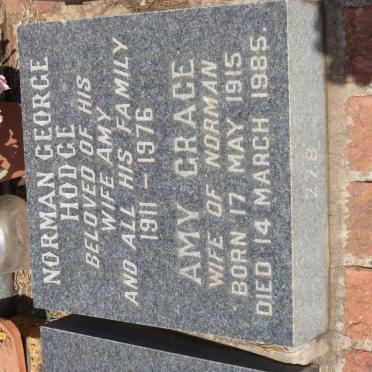 NORMAN GEORGE
HODGE
BELOVED OF HIS
WIFE AMY
AND ALL HIS FAMILY
1911 – 1976
AMY GRACE
WIFE OF NORMAN
BORN 17 MAY 1915
DIED 14 MARCH 1985.
22B